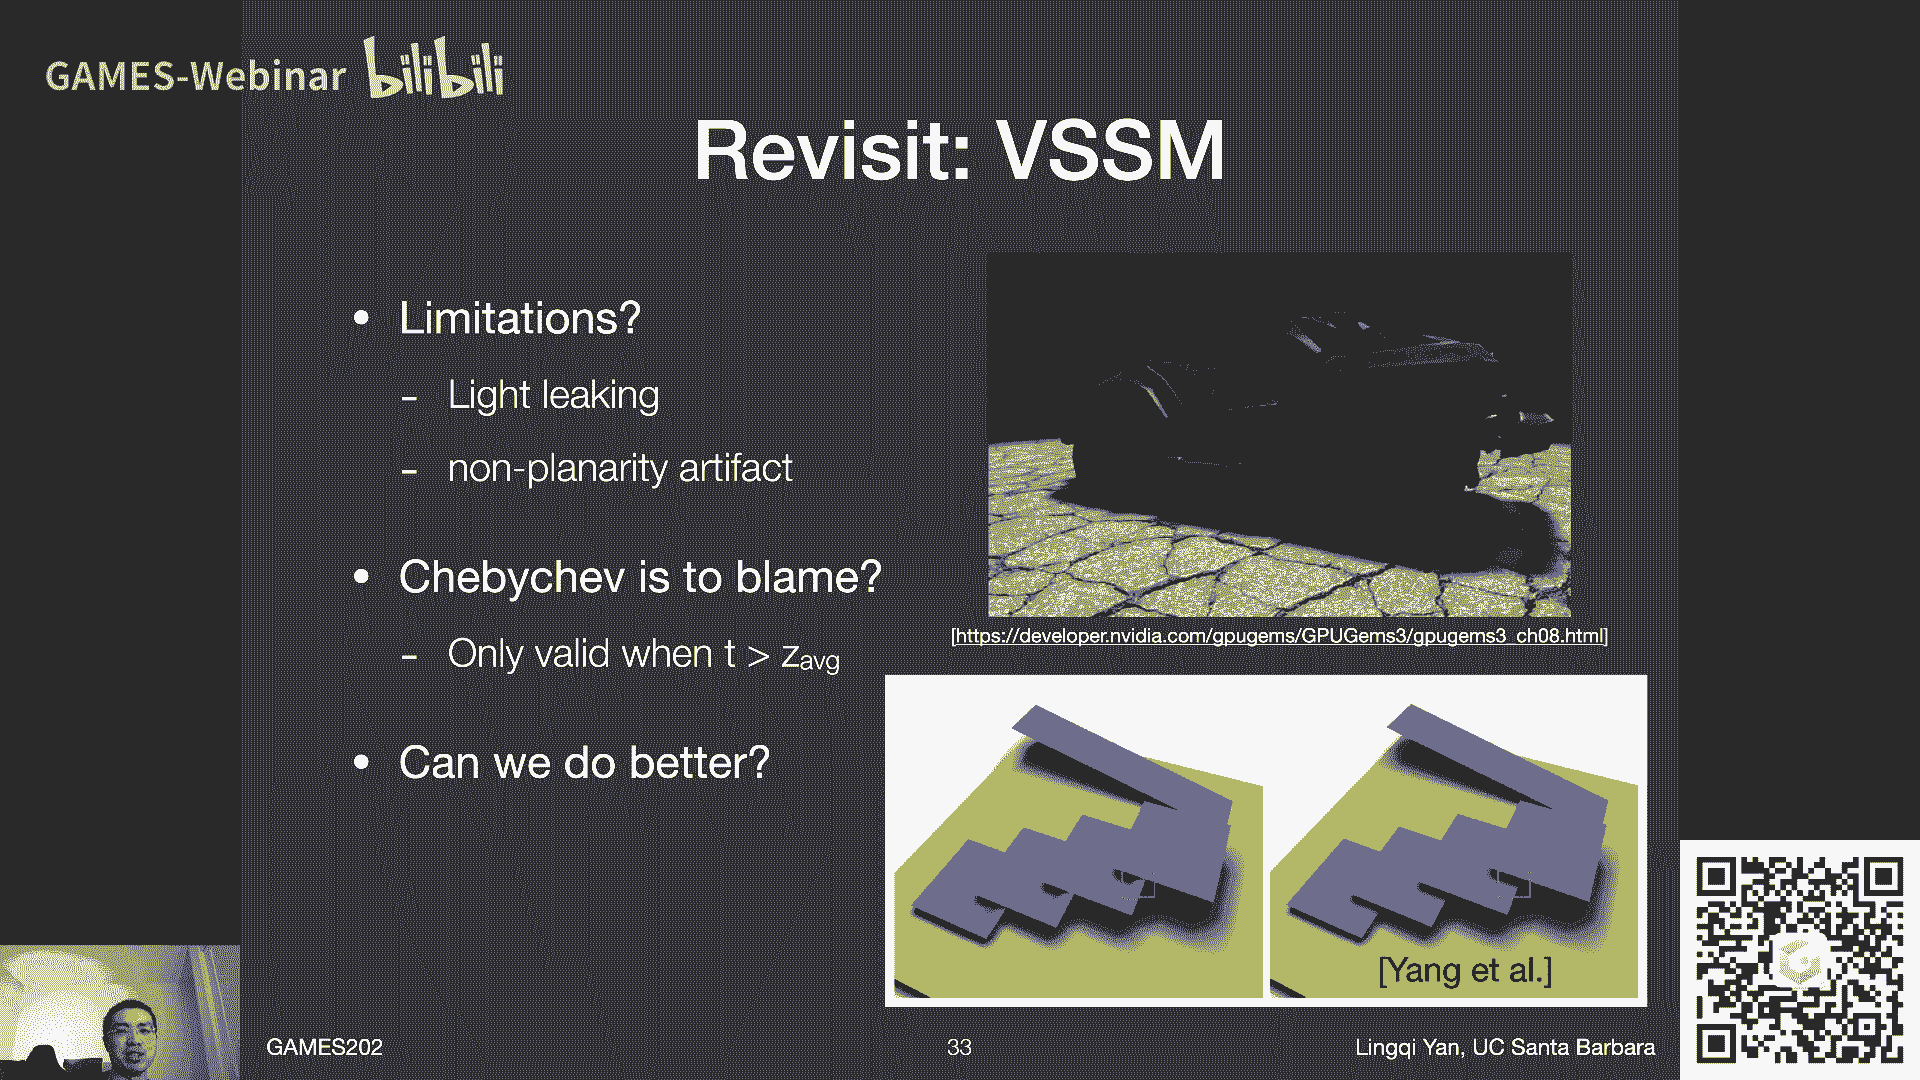 GAMES-Webinar bilibili
Revisit: VSSM
• Limitations?
- Light leaking
- non-planarity artifact
• Chebychev is to blame?
- Only valid when t > zavg
• Can we do better?
[https://developer.nvidia.com/gpugems/GPUGems3/gpugems3_ch08.html]
[Yang et al.]
GAMES202
33
Lingqi Yan, UC Santa Barbara